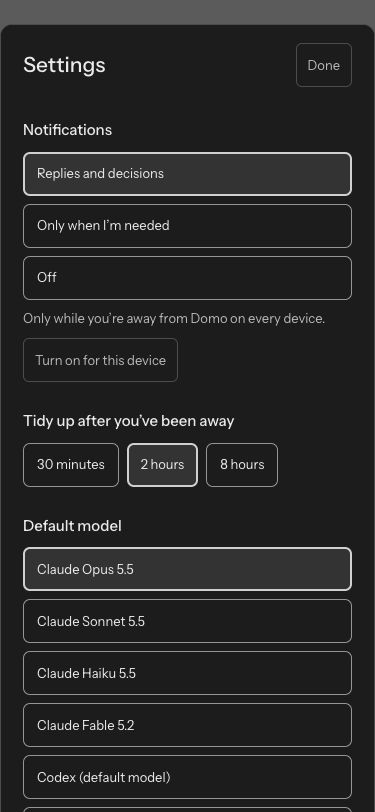 Settings
Done
Notifications
Replies and decisions
Only when I’m needed
Off
Only while you’re away from Domo on every device.
Turn on for this device
Tidy up after you’ve been away
30 minutes
2 hours
8 hours
Default model
Claude Opus 5.5
Claude Sonnet 5.5
Claude Haiku 5.5
Claude Fable 5.2
Codex (default model)